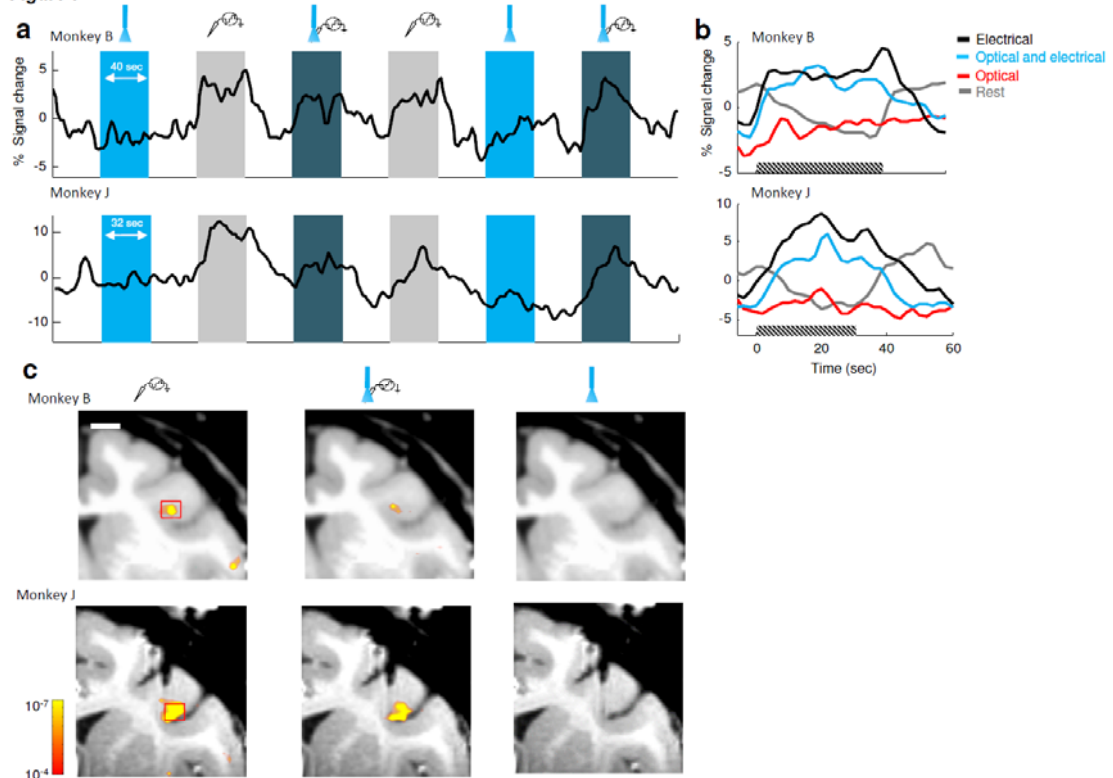 a
Monkey B
40 sec
% Signal change
5
0
-5
Monkey J
32 sec
10
0
-10
b
Monkey B
Electrical
Optical and electrical
Optical
Rest
% Signal change
5
0
-5
Monkey J
10
5
0
-5
0 20 40 60
Time (sec)
c
Monkey B
Monkey J
10-7
10-4